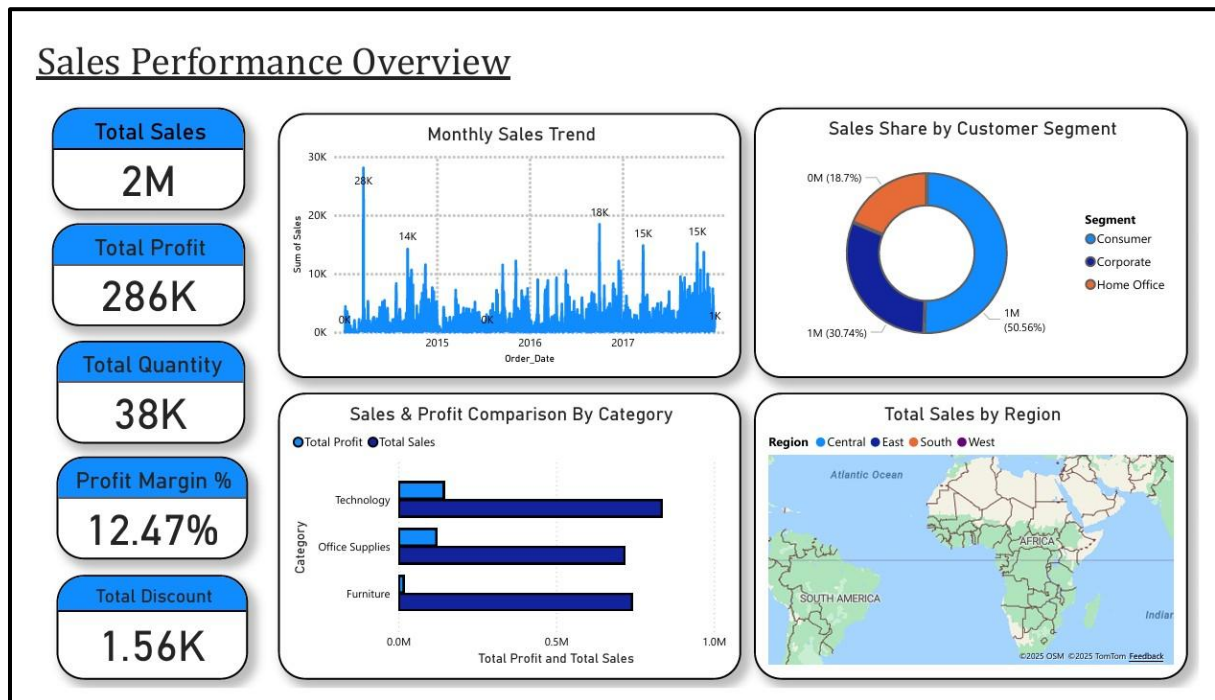 Sales Performance Overview
Total Sales
2M
Total Profit
286K
Total Quantity
38K
Profit Margin %
12.47%
Total Discount
1.56K
Monthly Sales Trend
30K
28K
20K
18K
15K
15K
14K
10K
0K
0K
0K
1K
Sum of Sales
2015 2016 2017
Order_Date
Sales Share by Customer Segment
0M (18.7%)
1M (30.74%)
1M
(50.56%)
Segment
Consumer
Corporate
Home Office
Sales & Profit Comparison By Category
Total Profit Total Sales
Category
Technology
Office Supplies
Furniture
0.0M 0.5M 1.0M
Total Profit and Total Sales
Total Sales by Region
Region Central East South West
Atlantic Ocean
AFRICA
SOUTH AMERICA
Indian
©2025 OSM ©2025 TomTom Feedback